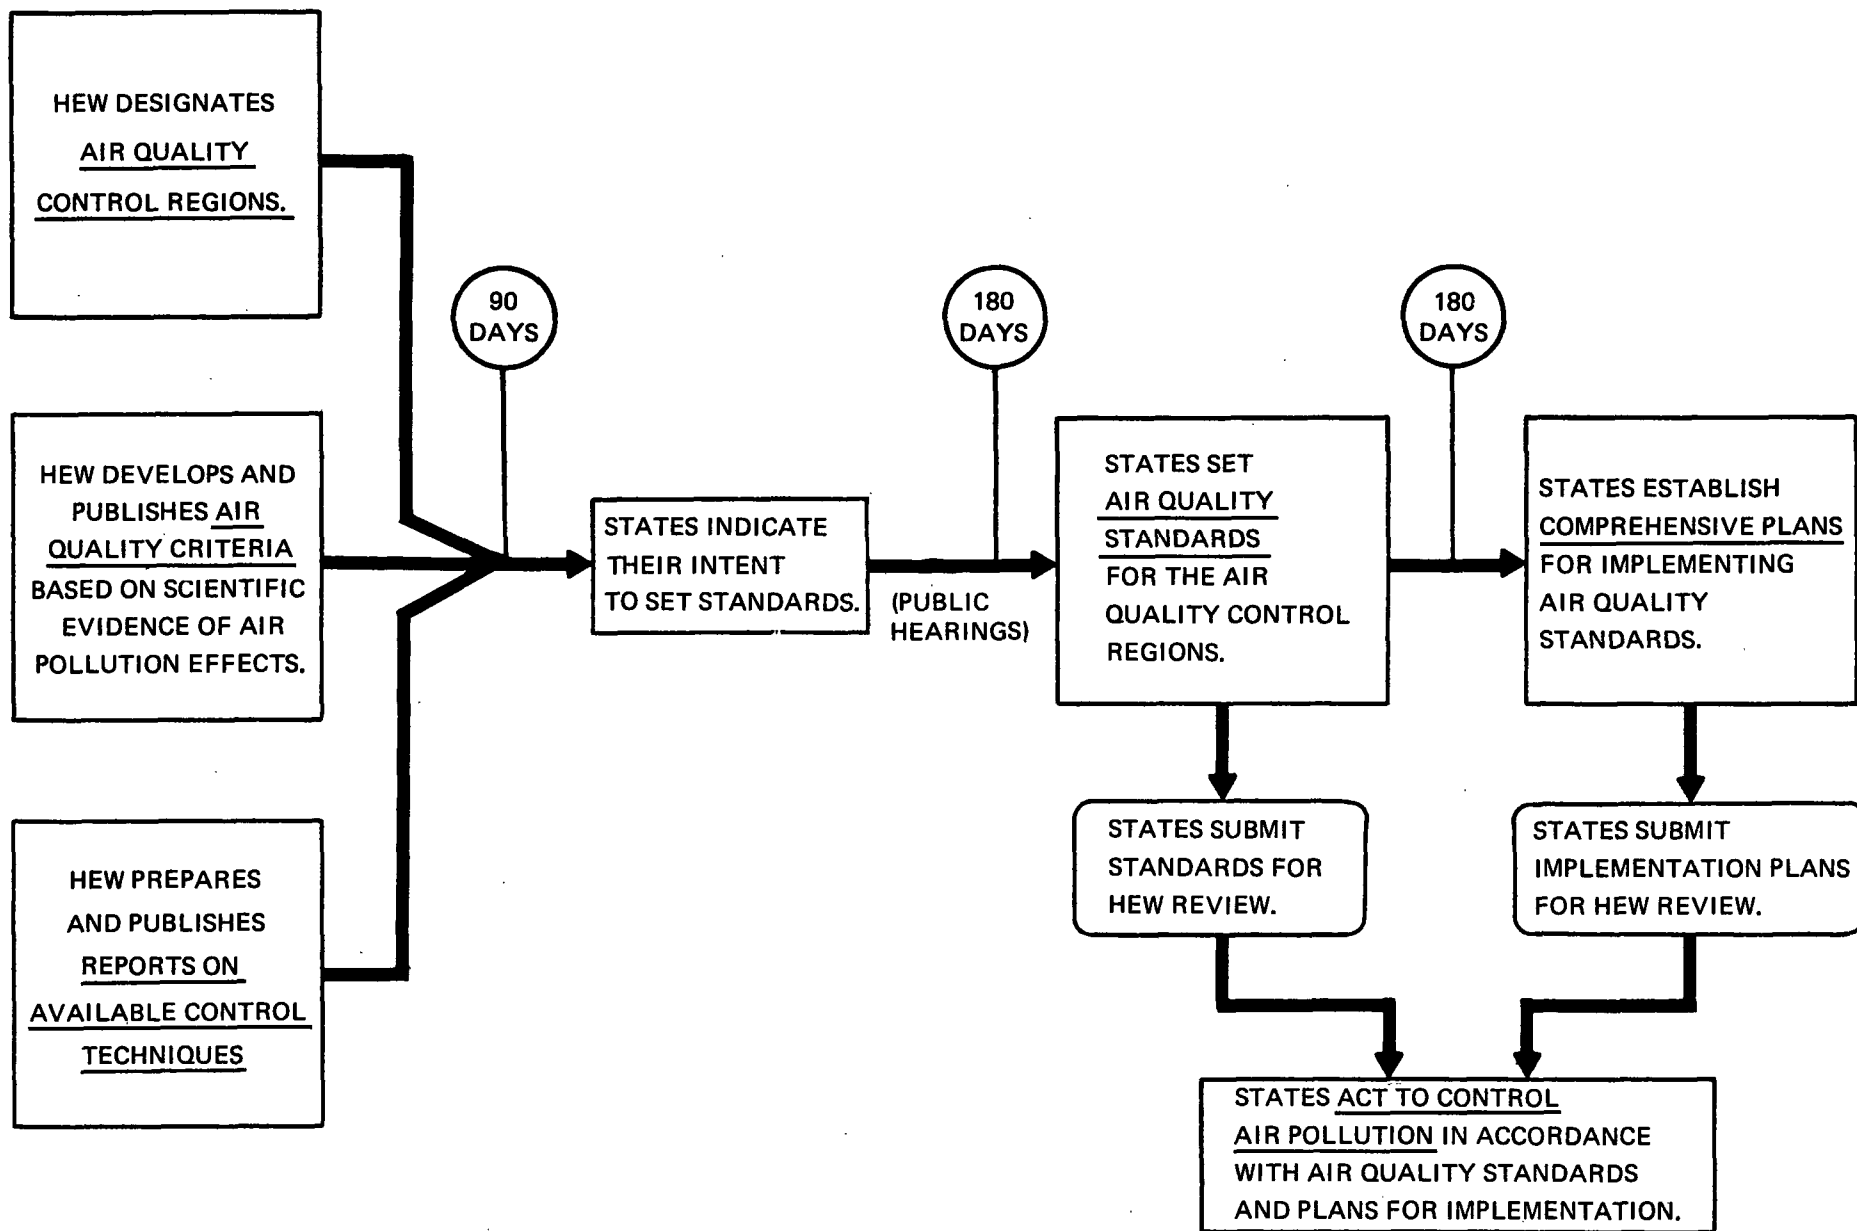 HEW DESIGNATES
AIR QUALITY
CONTROL REGIONS.
HEW DEVELOPS AND
PUBLISHES AIR
QUALITY CRITERIA
BASED ON SCIENTIFIC
EVIDENCE OF AIR
POLLUTION EFFECTS.
HEW PREPARES
AND PUBLISHES
REPORTS ON
AVAILABLE CONTROL
TECHNIQUES
90
DAYS
STATES INDICATE
THEIR INTENT
TO SET STANDARDS.
180
DAYS
(PUBLIC
HEARINGS)
STATES SET
AIR QUALITY
STANDARDS
FOR THE AIR
QUALITY CONTROL
REGIONS.
180
DAYS
STATES ESTABLISH
COMPREHENSIVE PLANS
FOR IMPLEMENTING
AIR QUALITY
STANDARDS.
STATES SUBMIT
STANDARDS FOR
HEW REVIEW.
STATES SUBMIT
IMPLEMENTATION PLANS
FOR HEW REVIEW.
STATES ACT TO CONTROL
AIR POLLUTION IN ACCORDANCE
WITH AIR QUALITY STANDARDS
AND PLANS FOR IMPLEMENTATION.